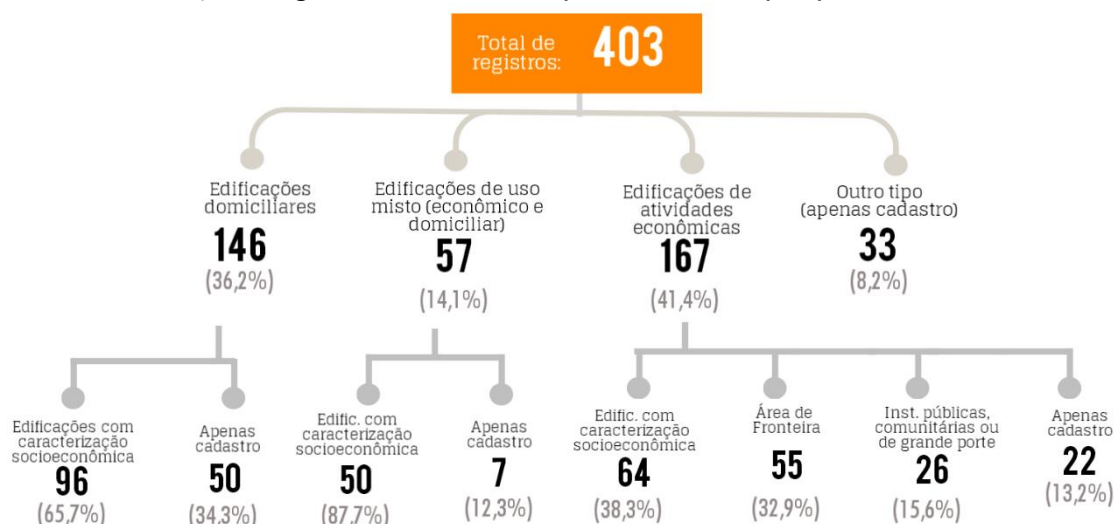 Total de
registros:
403
Edificações
domiciliares
146
(36,2%)
Edificações de uso
misto (econômico e
domiciliar)
57
(14,1%)
Edificações de
atividades
econômicas
167
(41,4%)
Outro tipo
(apenas cadastro)
33
(8,2%)
Edificações com
caracterização
socioeconômica
96
(65,7%)
Apenas
cadastro
50
(34,3%)
Edific. com
caracterização
socioeconômica
50
(87,7%)
Apenas
cadastro
7
(12,3%)
Edific. com
caracterização
socioeconômica
64
(38,3%)
Área de
Fronteira
55
(32,9%)
Inst. públicas,
comunitárias ou
de grande porte
26
(15,6%)
Apenas
cadastro
22
(13,2%)